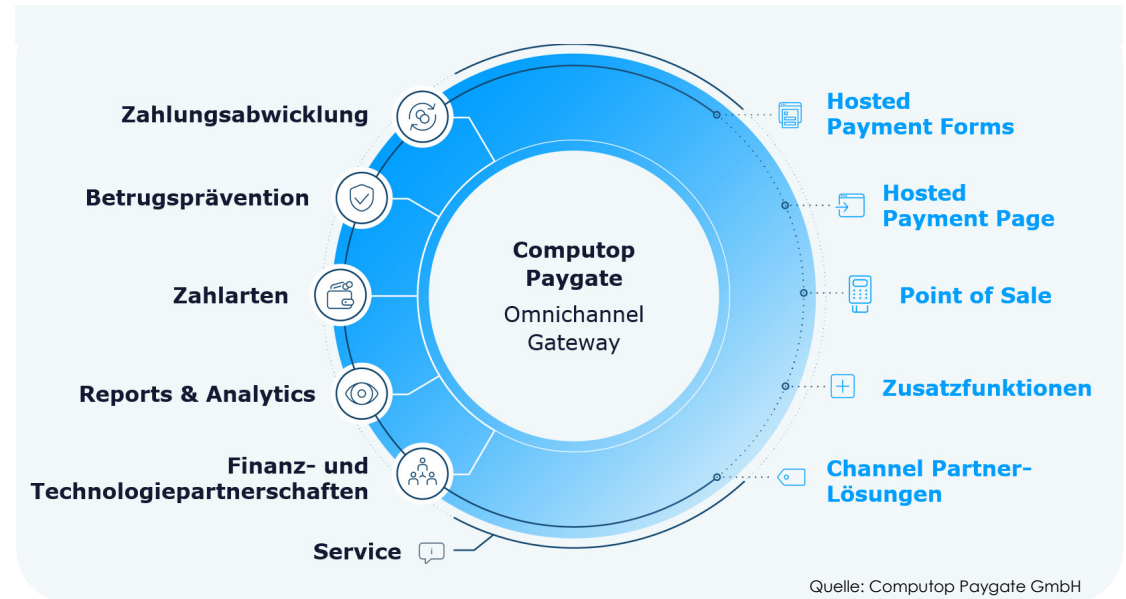 Zahlungsabwicklung
Betrugsprävention
Zahlarten
Reports & Analytics
Finanz- und
Technologiepartnerschaften
Service
Computop
Paygate
Omnichannel
Gateway
Hosted
Payment Forms
Hosted
Payment Page
Point of Sale
Zusatzfunktionen
Channel Partner-
Lösungen
Quelle: Computop Paygate GmbH